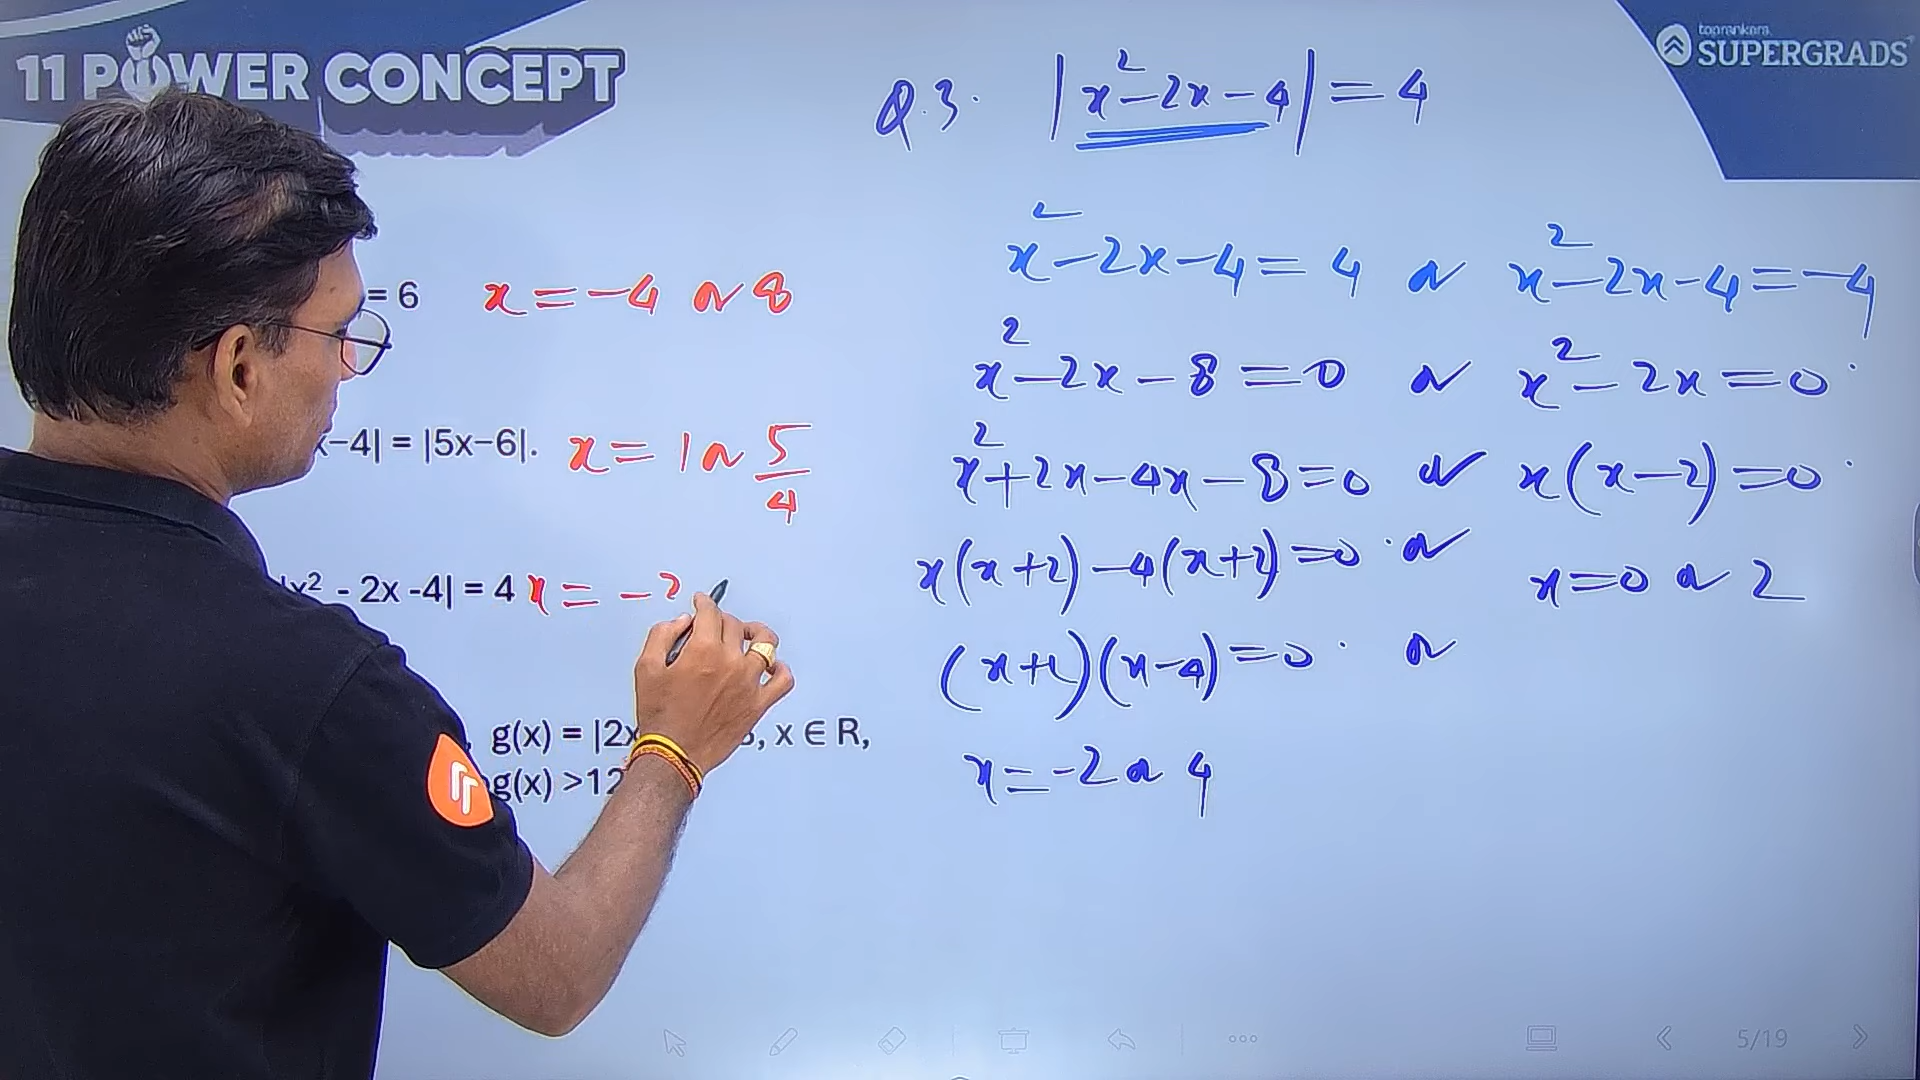 11 POWER CONCEPT
toprankers
SUPERGRADS
Q.3. |x²-2x-4| = 4
x²-2x-4 = 4 or x²-2x-4 = -4
= 6 x = -4 or 8
x²-2x-8 = 0 or x²-2x = 0
x-4| = |5x-6|. x = 1 or 5/4
x²+2x-4x-8 = 0 or x(x-2) = 0
x(x+2)-4(x+2) = 0 or
x = 0 or 2
|x² - 2x -4| = 4 x = -2
(x+2)(x-4) = 0 or
g(x) = |2x , x ∈ R,
g(x) >12
x = -2 or 4
5/19